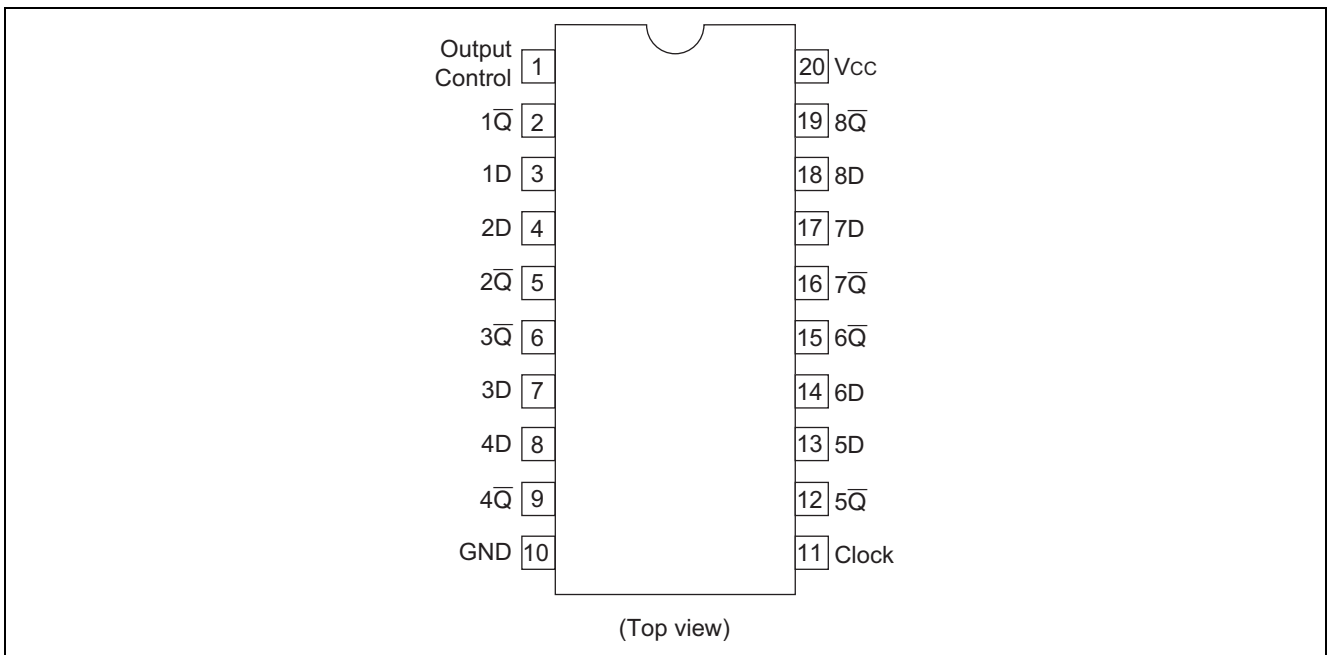 Output
Control 1
1Q̅ 2
1D 3
2D 4
2Q̅ 5
3Q̅ 6
3D 7
4D 8
4Q̅ 9
GND 10
20 VCC
19 8Q̅
18 8D
17 7D
16 7Q̅
15 6Q̅
14 6D
13 5D
12 5Q̅
11 Clock
(Top view)